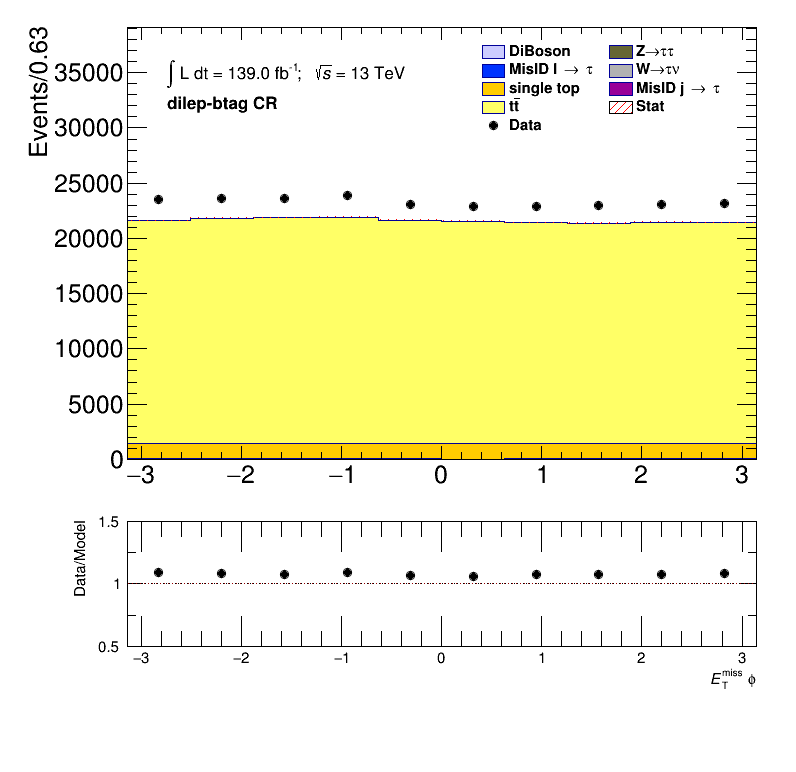 Events/0.63
35000
30000
25000
20000
15000
10000
5000
0
∫ L dt = 139.0 fb⁻¹; √s = 13 TeV
dilep-btag CR
DiBoson
MisID l → τ
single top
tt̄
Data
Z→ττ
W→τν
MisID j → τ
Stat
−3 −2 −1 0 1 2 3
Data/Model
1.5
1
0.5
−3 −2 −1 0 1 2 3
E_T^miss ϕ